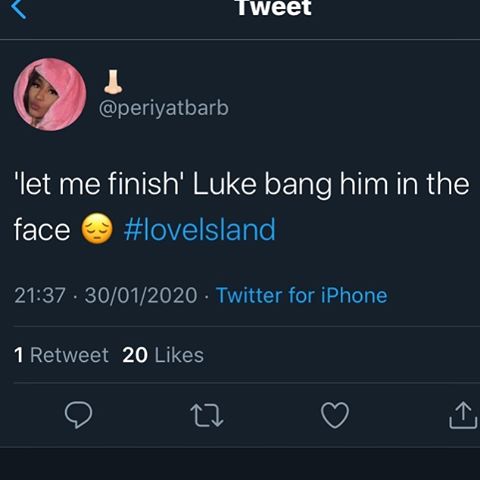 Tweet
👃🏻
@periyatbarb
'let me finish' Luke bang him in the
face 😔 #loveIsland
21:37 · 30/01/2020 · Twitter for iPhone
1 Retweet 20 Likes